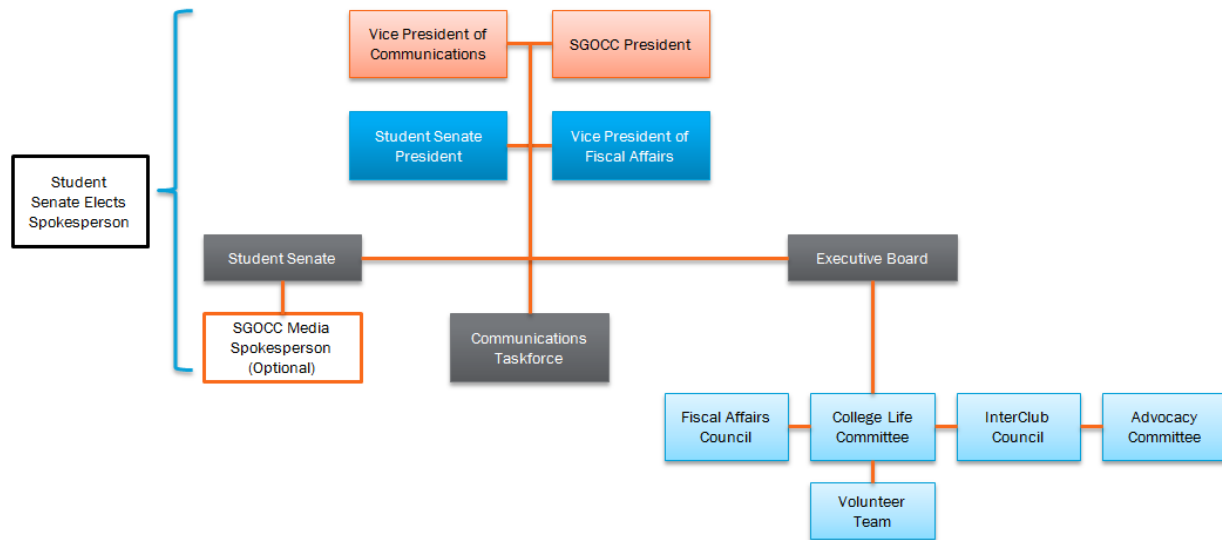 Vice President of
Communications
SGOCC President
Student Senate
President
Vice President of
Fiscal Affairs
Student
Senate Elects
Spokesperson
Student Senate
Executive Board
SGOCC Media
Spokesperson
(Optional)
Communications
Taskforce
Fiscal Affairs
Council
College Life
Committee
InterClub
Council
Advocacy
Committee
Volunteer
Team